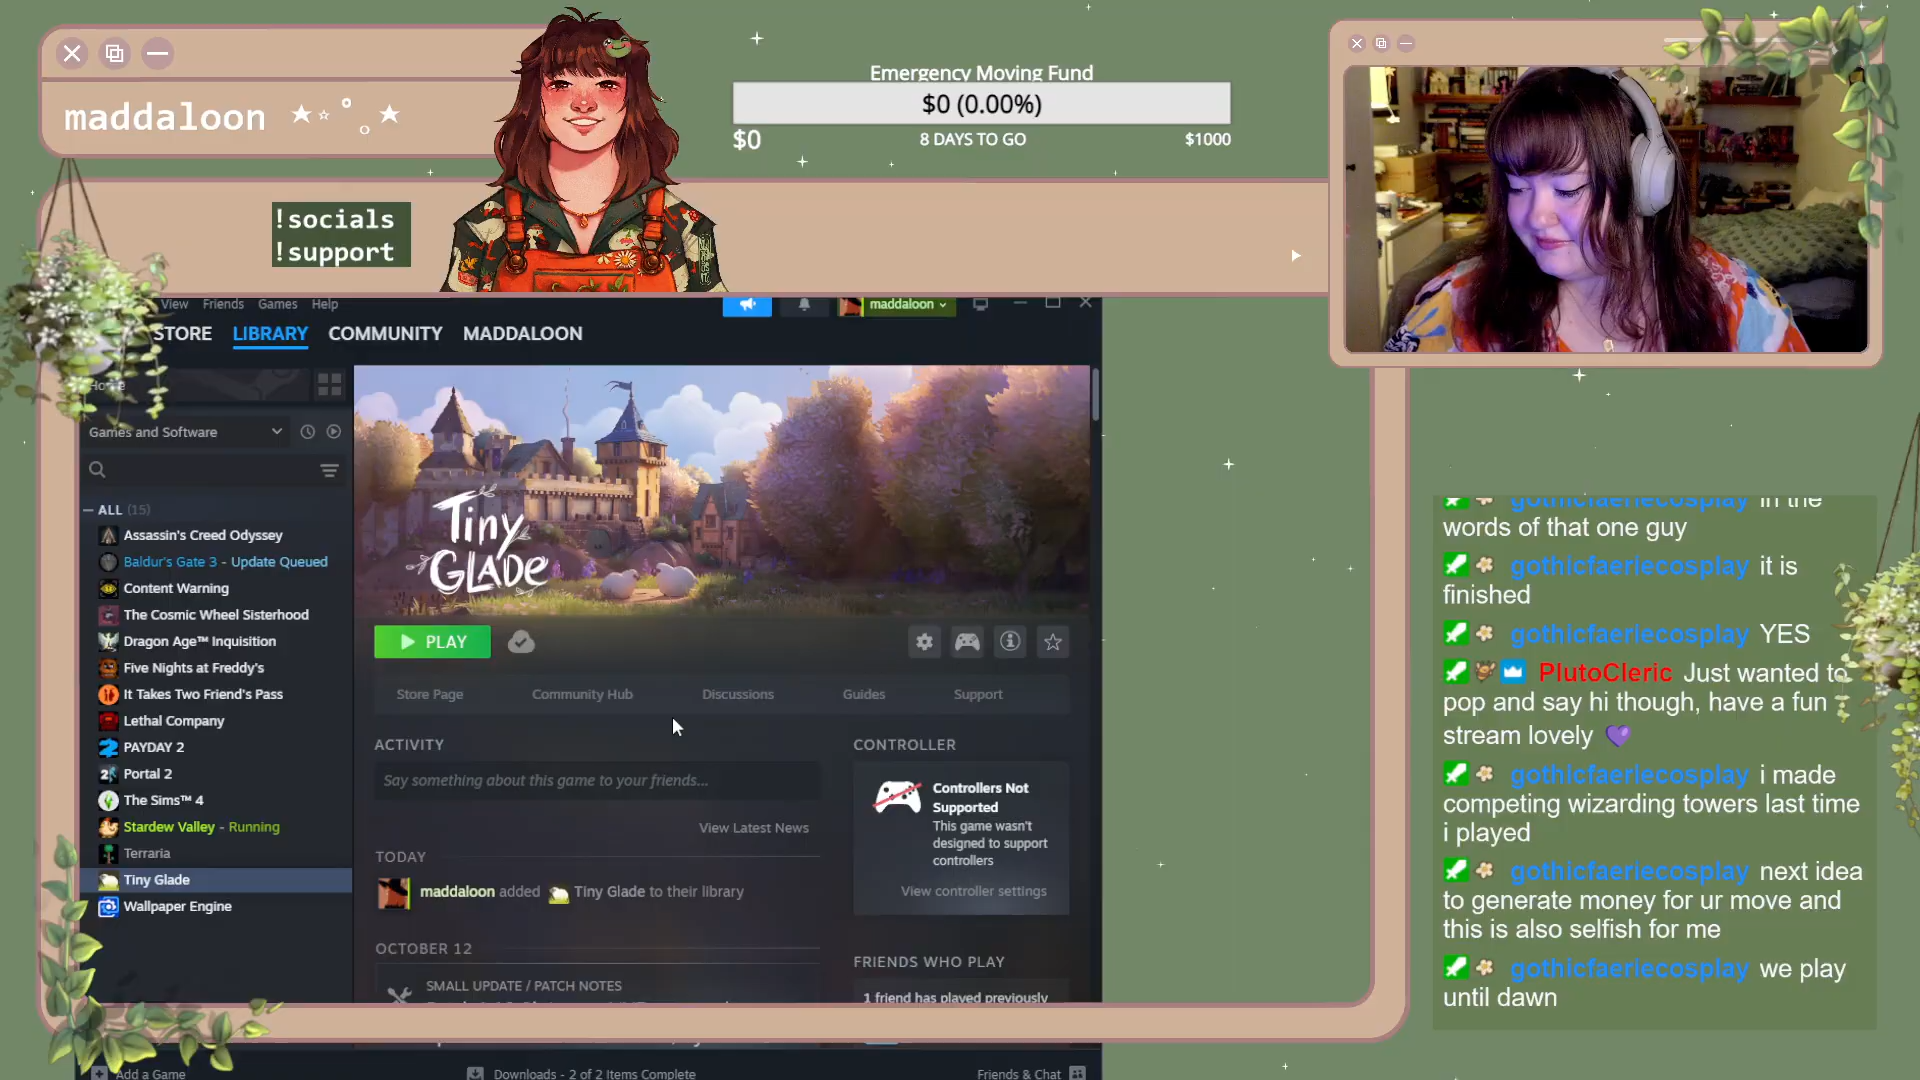 maddaloon
Emergency Moving Fund
$0 (0.00%)
$0
8 DAYS TO GO
$1000
!socials
!support
View Friends Games Help
maddaloon
STORE LIBRARY COMMUNITY MADDALOON
Home
Games and Software
ALL (15)
Assassin's Creed Odyssey
Baldur's Gate 3 - Update Queued
Content Warning
The Cosmic Wheel Sisterhood
Dragon Age™ Inquisition
Five Nights at Freddy's
It Takes Two Friend's Pass
Lethal Company
PAYDAY 2
Portal 2
The Sims™ 4
Stardew Valley - Running
Terraria
Tiny Glade
Wallpaper Engine
Tiny
GLADE
PLAY
Store Page Community Hub Discussions Guides Support
ACTIVITY
Say something about this game to your friends...
View Latest News
TODAY
maddaloon added Tiny Glade to their library
OCTOBER 12
SMALL UPDATE / PATCH NOTES
CONTROLLER
Controllers Not
Supported
This game wasn't
designed to support
controllers
View controller settings
FRIENDS WHO PLAY
1 friend has played previously
Add a Game
Downloads - 2 of 2 Items Complete
Friends & Chat
gothicfaeriecosplay in the
words of that one guy
gothicfaeriecosplay it is
finished
gothicfaeriecosplay YES
PlutoCleric Just wanted to
pop and say hi though, have a fun
stream lovely 💜
gothicfaeriecosplay i made
competing wizarding towers last time
i played
gothicfaeriecosplay next idea
to generate money for ur move and
this is also selfish for me
gothicfaeriecosplay we play
until dawn